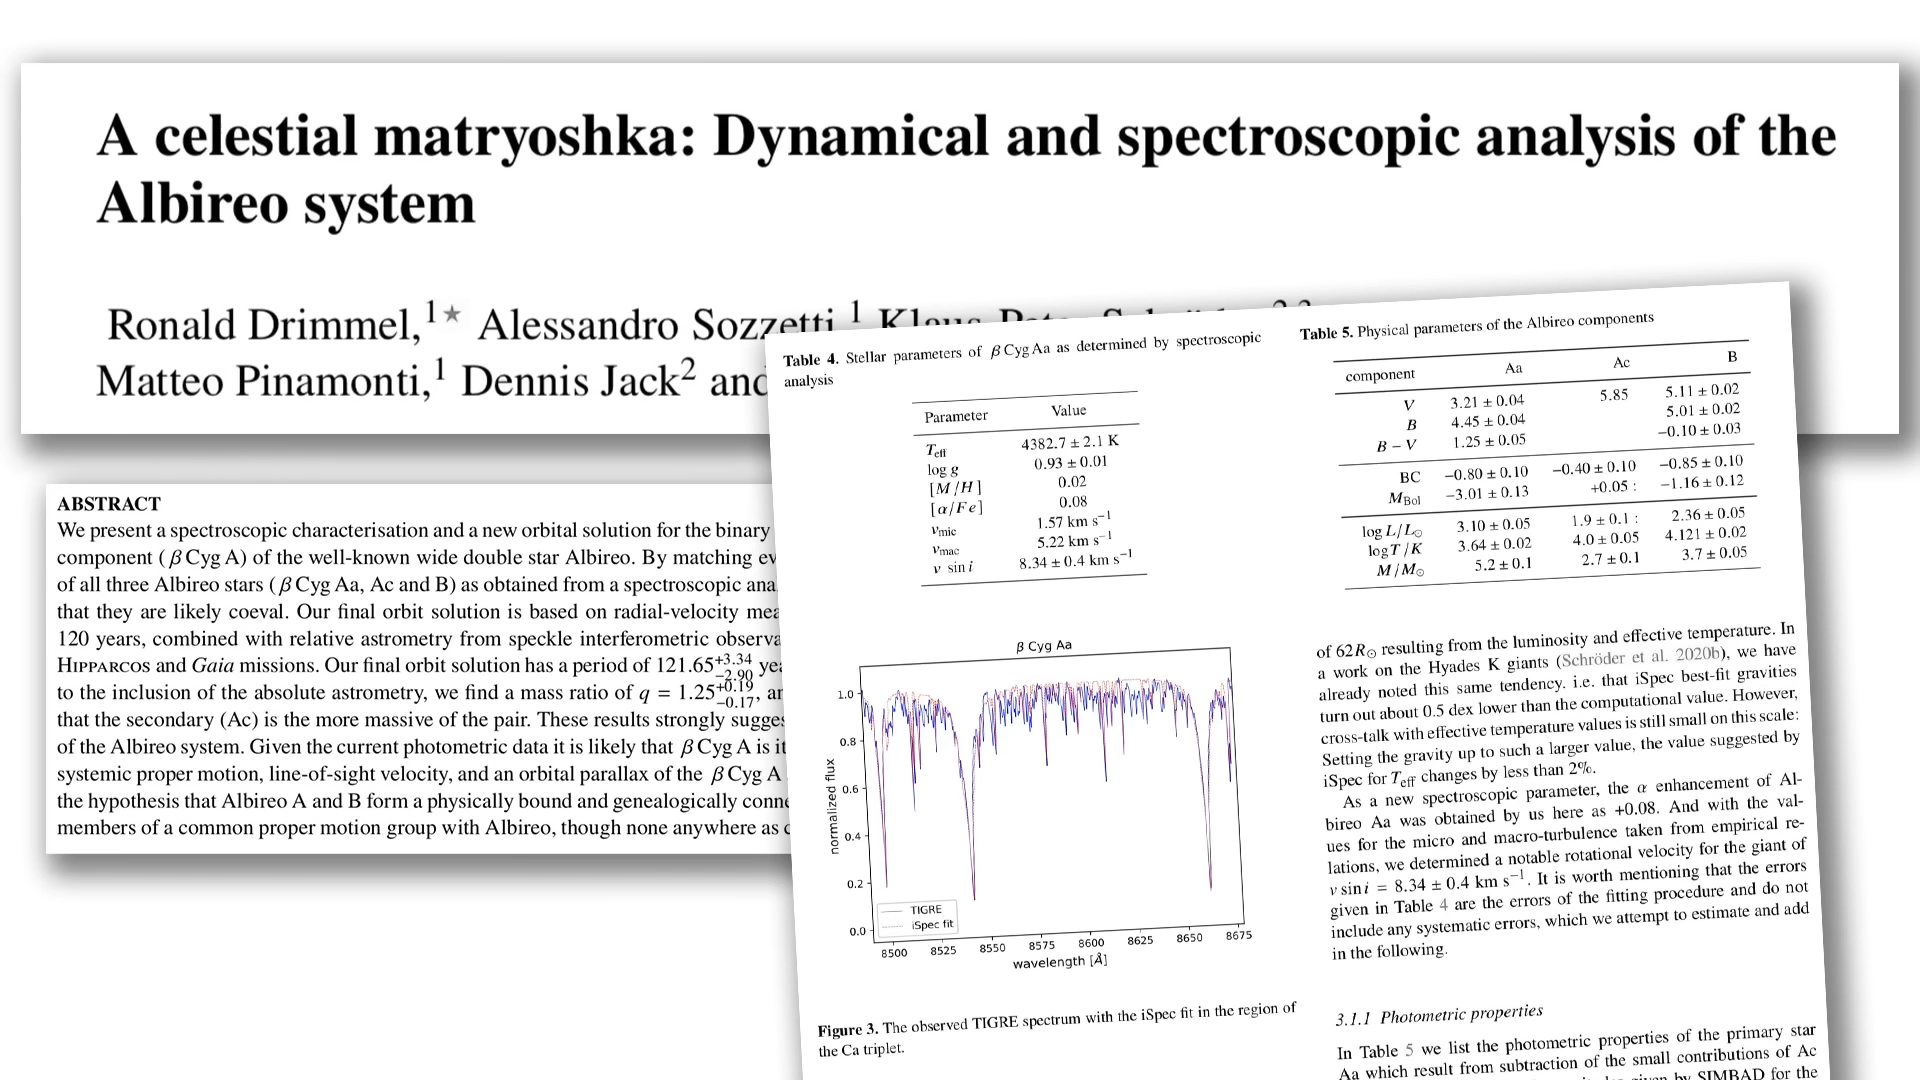 A celestial matryoshka: Dynamical and spectroscopic analysis of the
Albireo system
Ronald Drimmel,1★ Alessandro Sozzetti,1
Matteo Pinamonti,1 Dennis Jack2 and
ABSTRACT
We present a spectroscopic characterisation and a new orbital solution for the binary
component (β Cyg A) of the well-known wide double star Albireo. By matching ev
of all three Albireo stars (β Cyg Aa, Ac and B) as obtained from a spectroscopic ana
that they are likely coeval. Our final orbit solution is based on radial-velocity mea
120 years, combined with relative astrometry from speckle interferometric observa
HIPPARCOS and Gaia missions. Our final orbit solution has a period of 121.65+3.34 −2.90 yea
to the inclusion of the absolute astrometry, we find a mass ratio of q = 1.25+0.19 −0.17, an
that the secondary (Ac) is the more massive of the pair. These results strongly sugges
of the Albireo system. Given the current photometric data it is likely that β Cyg A is it
systemic proper motion, line-of-sight velocity, and an orbital parallax of the β Cyg A
the hypothesis that Albireo A and B form a physically bound and genealogically conne
members of a common proper motion group with Albireo, though none anywhere as c
Table 4. Stellar parameters of β Cyg Aa as determined by spectroscopic
analysis
Parameter Value
Teff 4382.7 ± 2.1 K
log g 0.93 ± 0.01
[M/H] 0.02
[α/Fe] 0.08
vmic 1.57 km s−1
vmac 5.22 km s−1
v sin i 8.34 ± 0.4 km s−1
β Cyg Aa
normalized flux
1.0
0.8
0.6
0.4
0.2
0.0
TIGRE
iSpec fit
8500 8525 8550 8575 8600 8625 8650 8675
wavelength [Å]
Figure 3. The observed TIGRE spectrum with the iSpec fit in the region of
the Ca triplet.
Table 5. Physical parameters of the Albireo components
component Aa Ac B
V 3.21 ± 0.04 5.85 5.11 ± 0.02
B 4.45 ± 0.04 5.01 ± 0.02
B − V 1.25 ± 0.05 −0.10 ± 0.03
BC −0.80 ± 0.10 −0.40 ± 0.10 −0.85 ± 0.10
MBol −3.01 ± 0.13 +0.05 : −1.16 ± 0.12
log L/L⊙ 3.10 ± 0.05 1.9 ± 0.1 : 2.36 ± 0.05
logT/K 3.64 ± 0.02 4.0 ± 0.05 4.121 ± 0.02
M/M⊙ 5.2 ± 0.1 2.7 ± 0.1 3.7 ± 0.05
of 62R⊙ resulting from the luminosity and effective temperature. In
a work on the Hyades K giants (Schröder et al. 2020b), we have
already noted this same tendency. i.e. that iSpec best-fit gravities
turn out about 0.5 dex lower than the computational value. However,
cross-talk with effective temperature values is still small on this scale:
Setting the gravity up to such a larger value, the value suggested by
iSpec for Teff changes by less than 2%.
As a new spectroscopic parameter, the α enhancement of Al-
bireo Aa was obtained by us here as +0.08. And with the val-
ues for the micro and macro-turbulence taken from empirical re-
lations, we determined a notable rotational velocity for the giant of
v sin i = 8.34 ± 0.4 km s−1. It is worth mentioning that the errors
given in Table 4 are the errors of the fitting procedure and do not
include any systematic errors, which we attempt to estimate and add
in the following.
3.1.1 Photometric properties
In Table 5 we list the photometric properties of the primary star
Aa which result from subtraction of the small contributions of Ac
given by SIMBAD for the